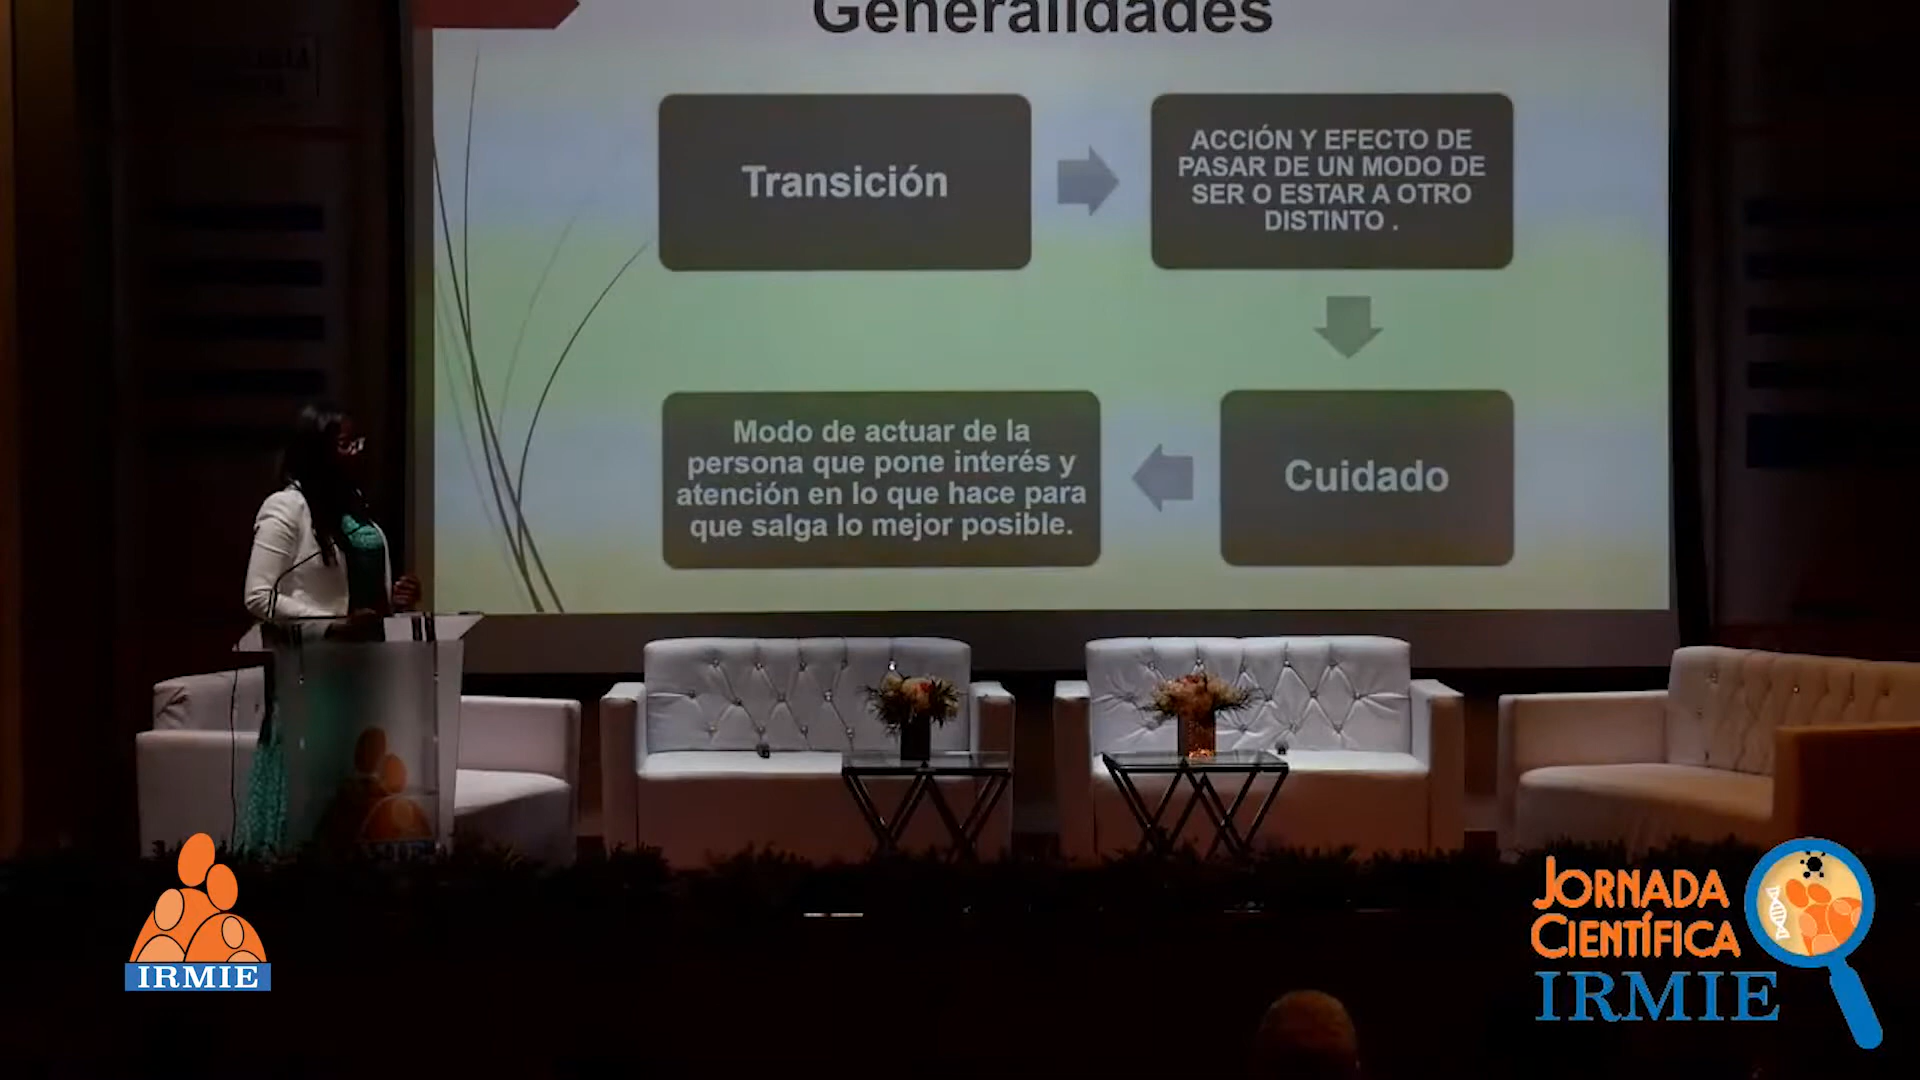 Generalidades
Transición
ACCIÓN Y EFECTO DE
PASAR DE UN MODO DE
SER O ESTAR A OTRO
DISTINTO .
Cuidado
Modo de actuar de la
persona que pone interés y
atención en lo que hace para
que salga lo mejor posible.
IRMIE
JORNADA
CIENTÍFICA
IRMIE